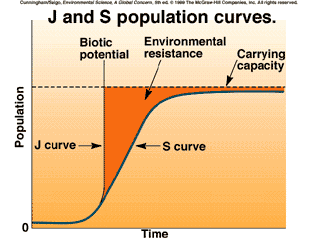 Cunningham/Saigo, Environmental Science, A Global Concern, 5th ed. © 1999 The McGraw-Hill Companies, Inc. All rights reserved.
J and S population curves.
Biotic
potential
Environmental
resistance
Carrying
capacity
Population
J curve
S curve
0
Time